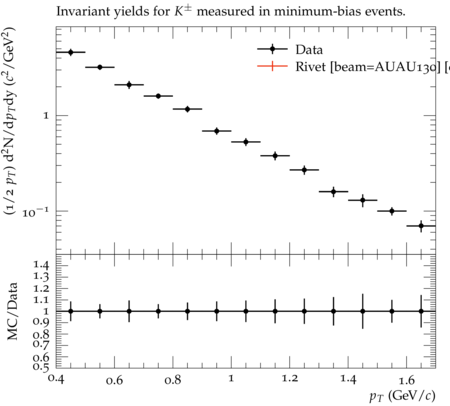 Invariant yields for K± measured in minimum-bias events.
(1/2 pT) d²N/dpTdy (c²/GeV²)
Data
Rivet [beam=AUAU130] [
1
10⁻¹
MC/Data
1.4
1.3
1.2
1.1
1
0.9
0.8
0.7
0.6
0.5
0.4 0.6 0.8 1 1.2 1.4 1.6
pT (GeV/c)